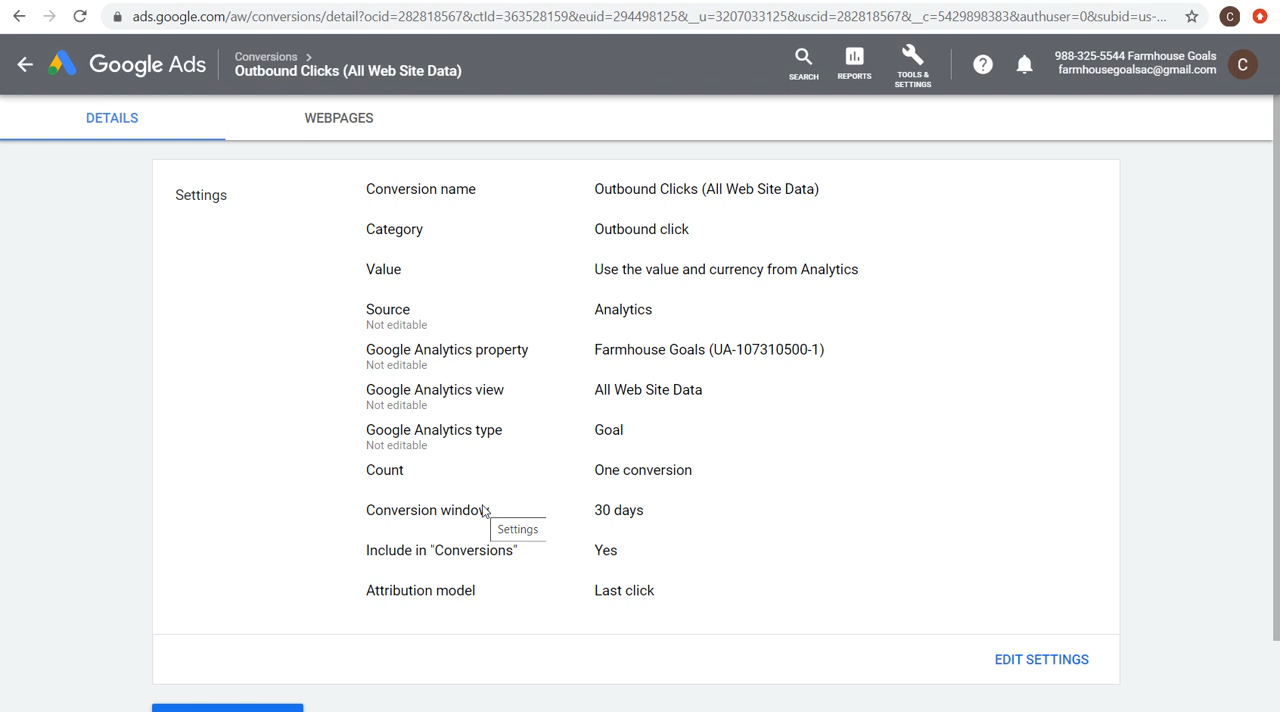 ads.google.com/aw/conversions/detail?ocid=282818567&ctId=363528159&euid=294498125&__u=3207033125&uscid=282818567&__c=5429899883&authuser=0&subid=us-...
C
Google Ads
Conversions >
Outbound Clicks (All Web Site Data)
SEARCH
REPORTS
TOOLS &
SETTINGS
988-325-5544 Farmhouse Goals
farmhousegoalsac@gmail.com
C
DETAILS
WEBPAGES
Settings
Conversion name
Outbound Clicks (All Web Site Data)
Category
Outbound click
Value
Use the value and currency from Analytics
Source
Not editable
Analytics
Google Analytics property
Not editable
Farmhouse Goals (UA-107310500-1)
Google Analytics view
Not editable
All Web Site Data
Google Analytics type
Not editable
Goal
Count
One conversion
Conversion window
30 days
Settings
Include in "Conversions"
Yes
Attribution model
Last click
EDIT SETTINGS